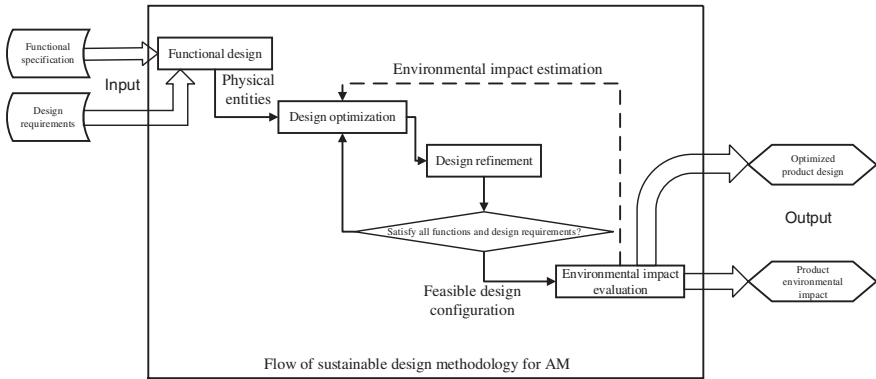 Functional
specification
Design
requirements
Input
Functional design
Physical
entities
Environmental impact estimation
Design optimization
Design refinement
Satisfy all functions and design requirements?
Feasible design
configuration
Environmental impact
evaluation
Optimized
product design
Output
Product
environmental
impact
Flow of sustainable design methodology for AM